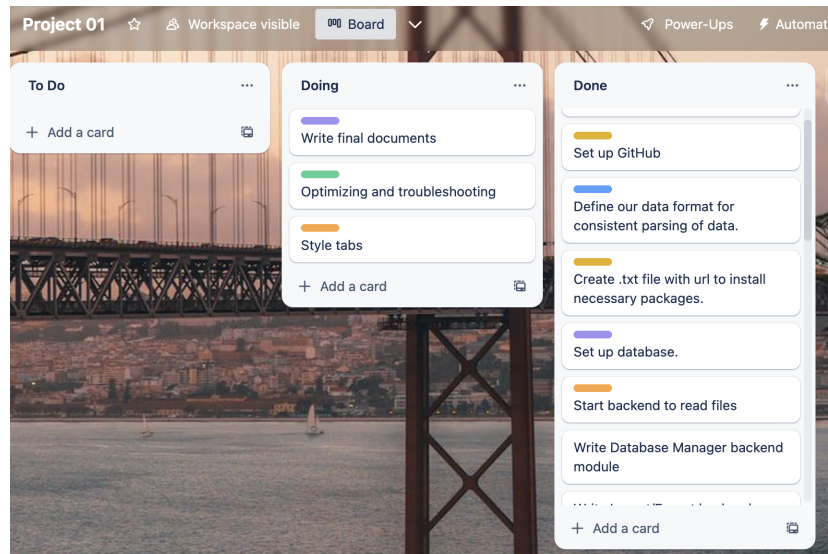 Project 01
Workspace visible
Board
Power-Ups
To Do
Add a card
Doing
Write final documents
Optimizing and troubleshooting
Style tabs
Add a card
Done
Set up GitHub
Define our data format for
consistent parsing of data.
Create .txt file with url to install
necessary packages.
Set up database.
Start backend to read files
Write Database Manager backend
module
Add a card